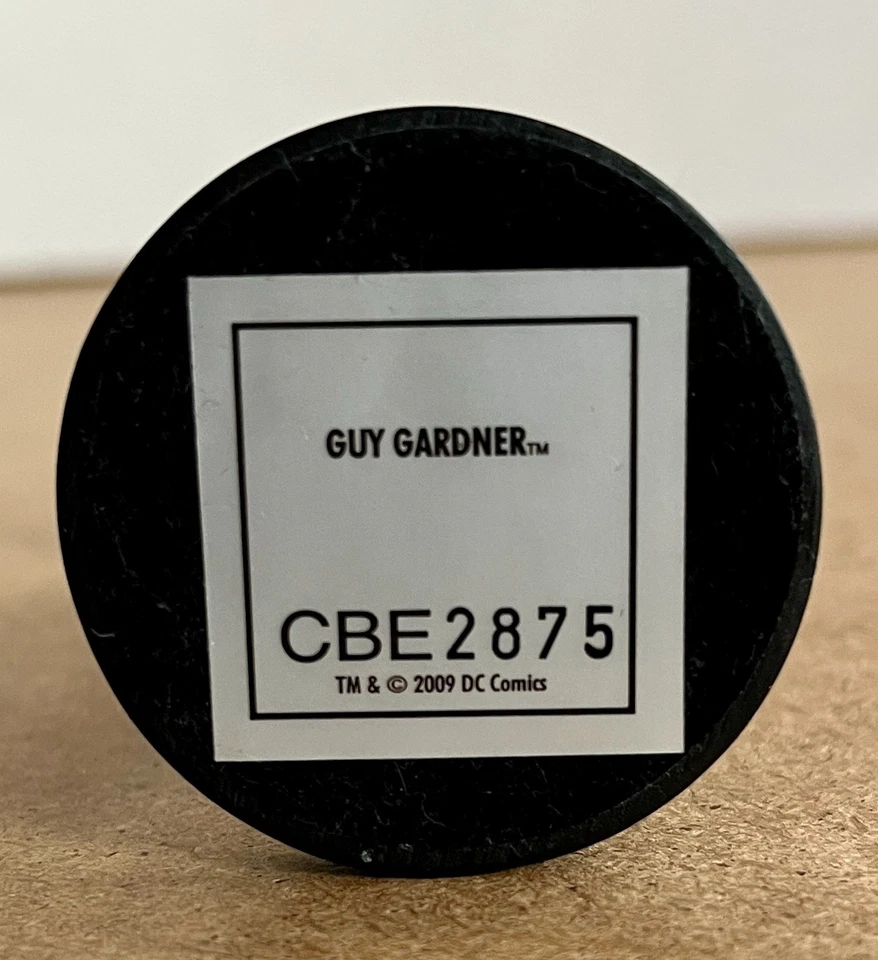 GUY GARDNER™
CBE2875
TM & © 2009 DC Comics